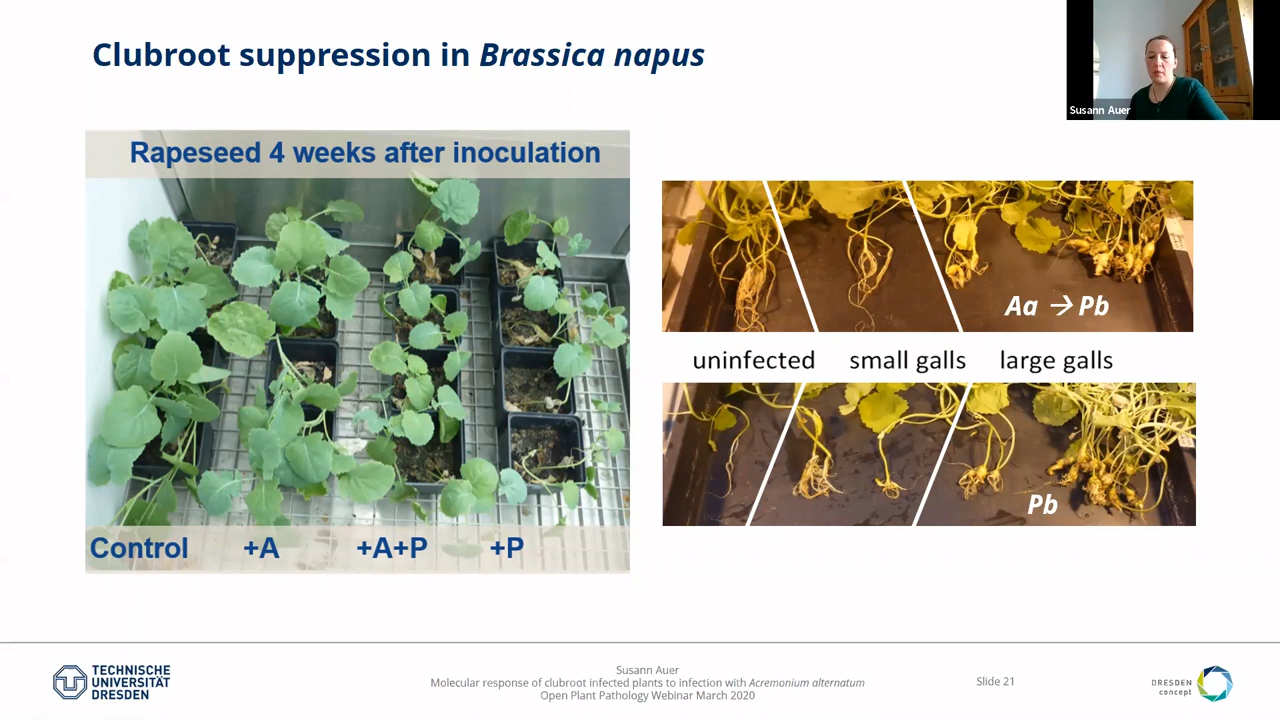 Clubroot suppression in Brassica napus
Susann Auer
Rapeseed 4 weeks after inoculation
Control +A +A+P +P
Aa → Pb
uninfected small galls large galls
Pb
TECHNISCHE
UNIVERSITÄT
DRESDEN
Susann Auer
Molecular response of clubroot infected plants to infection with Acremonium alternatum
Open Plant Pathology Webinar March 2020
Slide 21
DRESDEN
concept